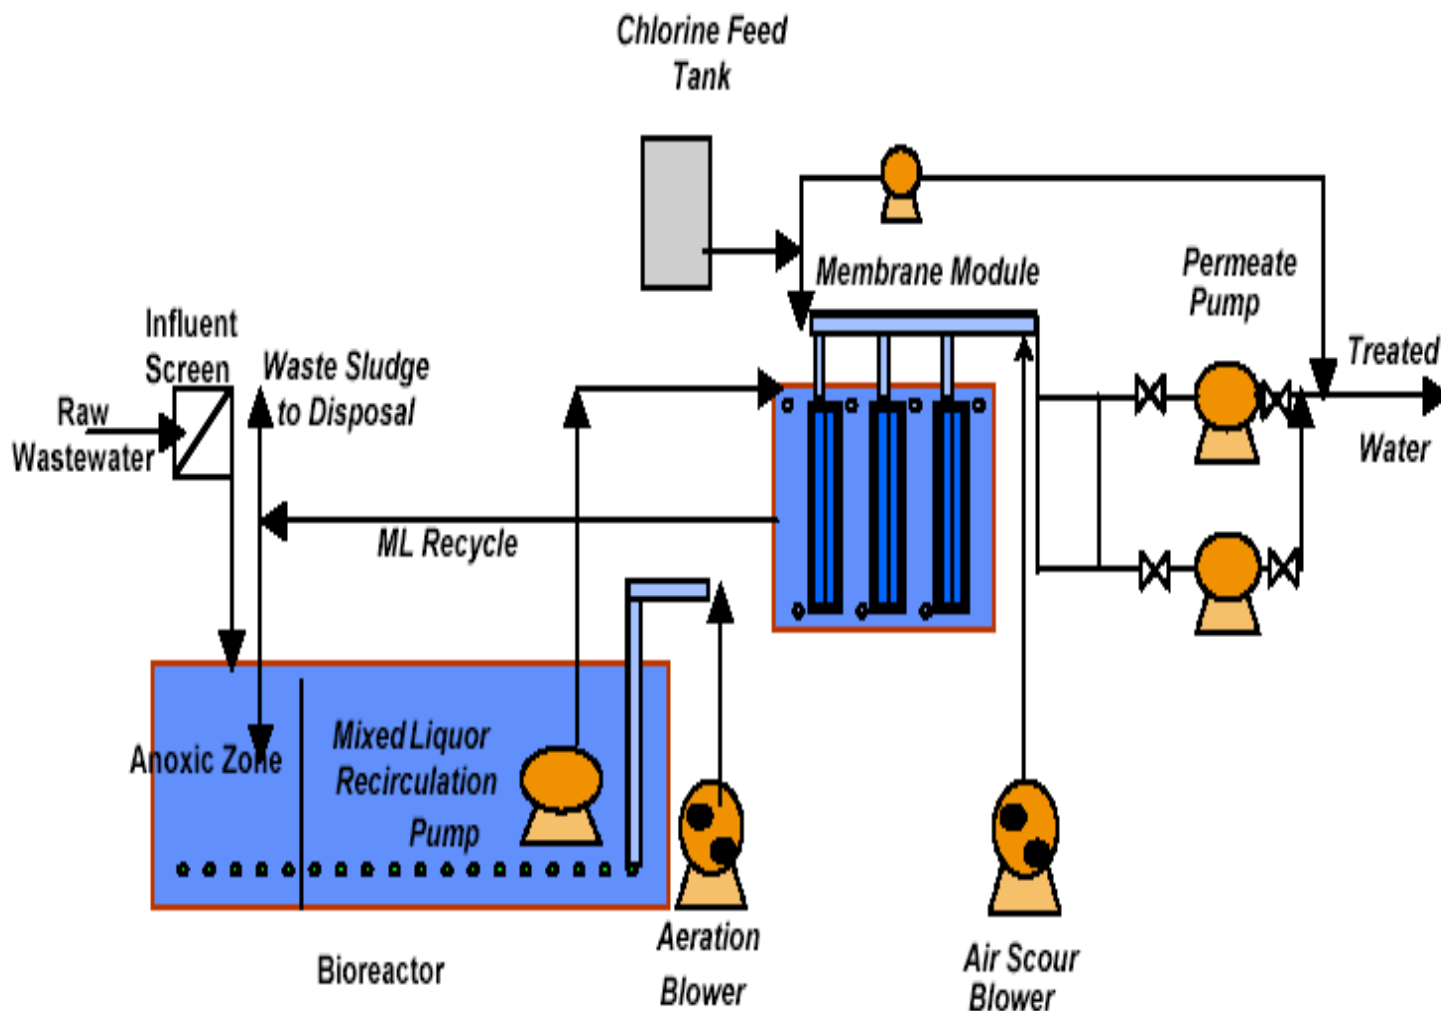 Chlorine Feed
Tank
Membrane Module
Permeate
Pump
Treated
Water
Influent
Screen
Raw
Wastewater
Waste Sludge
to Disposal
ML Recycle
Anoxic Zone
Mixed Liquor
Recirculation
Pump
Bioreactor
Aeration
Blower
Air Scour
Blower